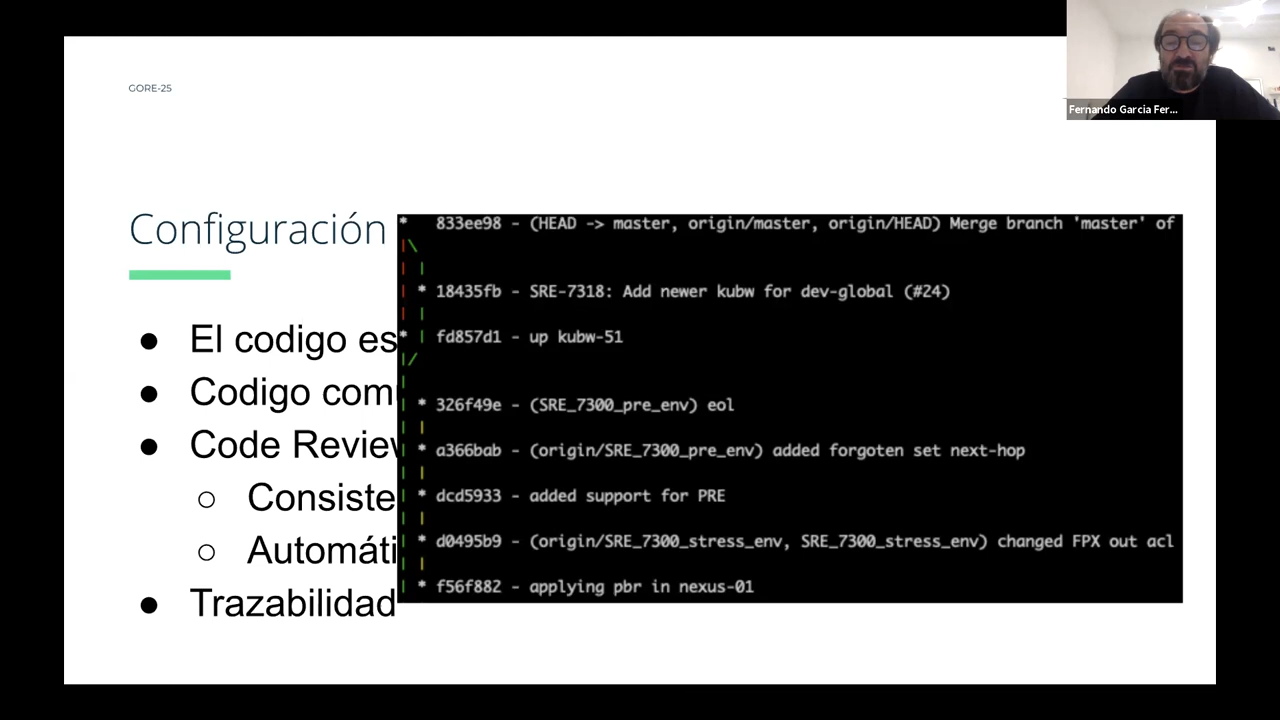 GORE-25
Fernando Garcia Fer...
Configuración
El codigo es
Codigo com
Code Review
Consiste
Automáti
Trazabilidad
* 833ee98 - (HEAD -> master, origin/master, origin/HEAD) Merge branch 'master' of
|\
| |
| * 18435fb - SRE-7318: Add newer kubw for dev-global (#24)
| |
* | fd857d1 - up kubw-51
|/
|
| * 326f49e - (SRE_7300_pre_env) eol
| |
| * a366bab - (origin/SRE_7300_pre_env) added forgoten set next-hop
| |
| * dcd5933 - added support for PRE
| |
| * d0495b9 - (origin/SRE_7300_stress_env, SRE_7300_stress_env) changed FPX out acl
| |
| * f56f882 - applying pbr in nexus-01